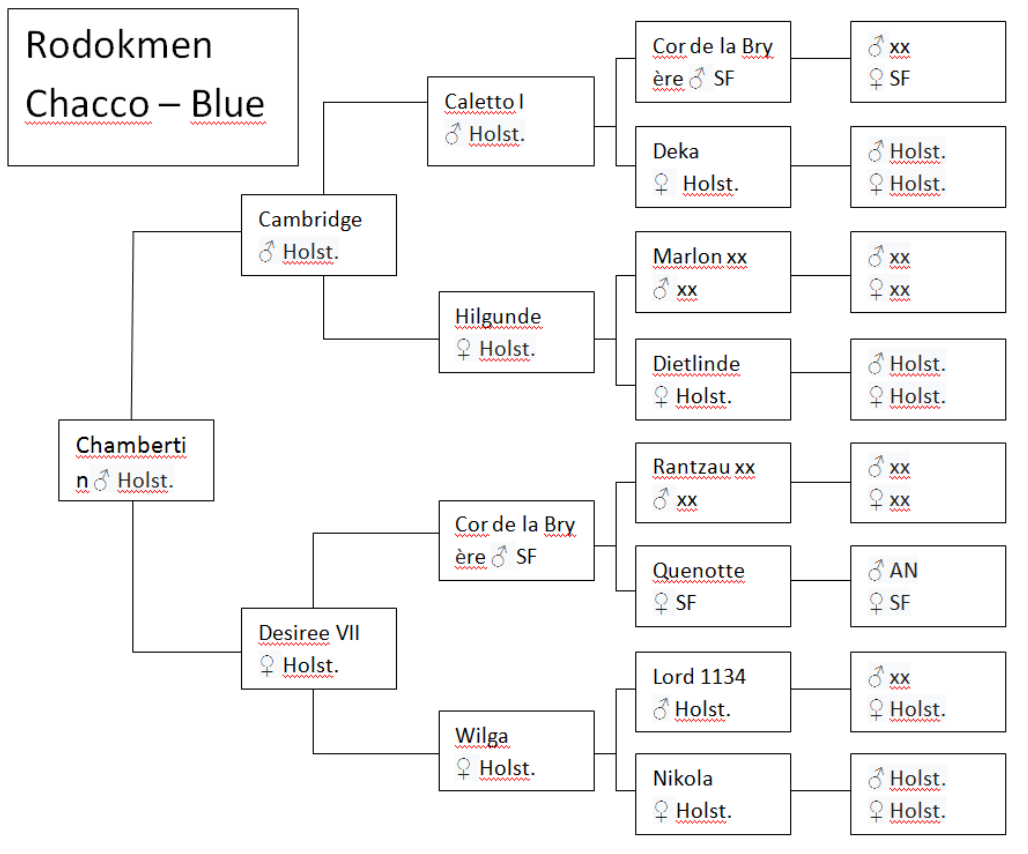 Rodokmen
Chacco – Blue
Chamberti
n ♂ Holst.
Cambridge
♂ Holst.
Desiree VII
♀ Holst.
Caletto I
♂ Holst.
Hilgunde
♀ Holst.
Cor de la Bry
ère ♂ SF
Wilga
♀ Holst.
Cor de la Bry
ère ♂ SF
Deka
♀ Holst.
Marlon xx
♂ xx
Dietlinde
♀ Holst.
Rantzau xx
♂ xx
Quenotte
♀ SF
Lord 1134
♂ Holst.
Nikola
♀ Holst.
♂ xx
♀ SF
♂ Holst.
♀ Holst.
♂ xx
♀ xx
♂ Holst.
♀ Holst.
♂ xx
♀ xx
♂ AN
♀ SF
♂ xx
♀ Holst.
♂ Holst.
♀ Holst.